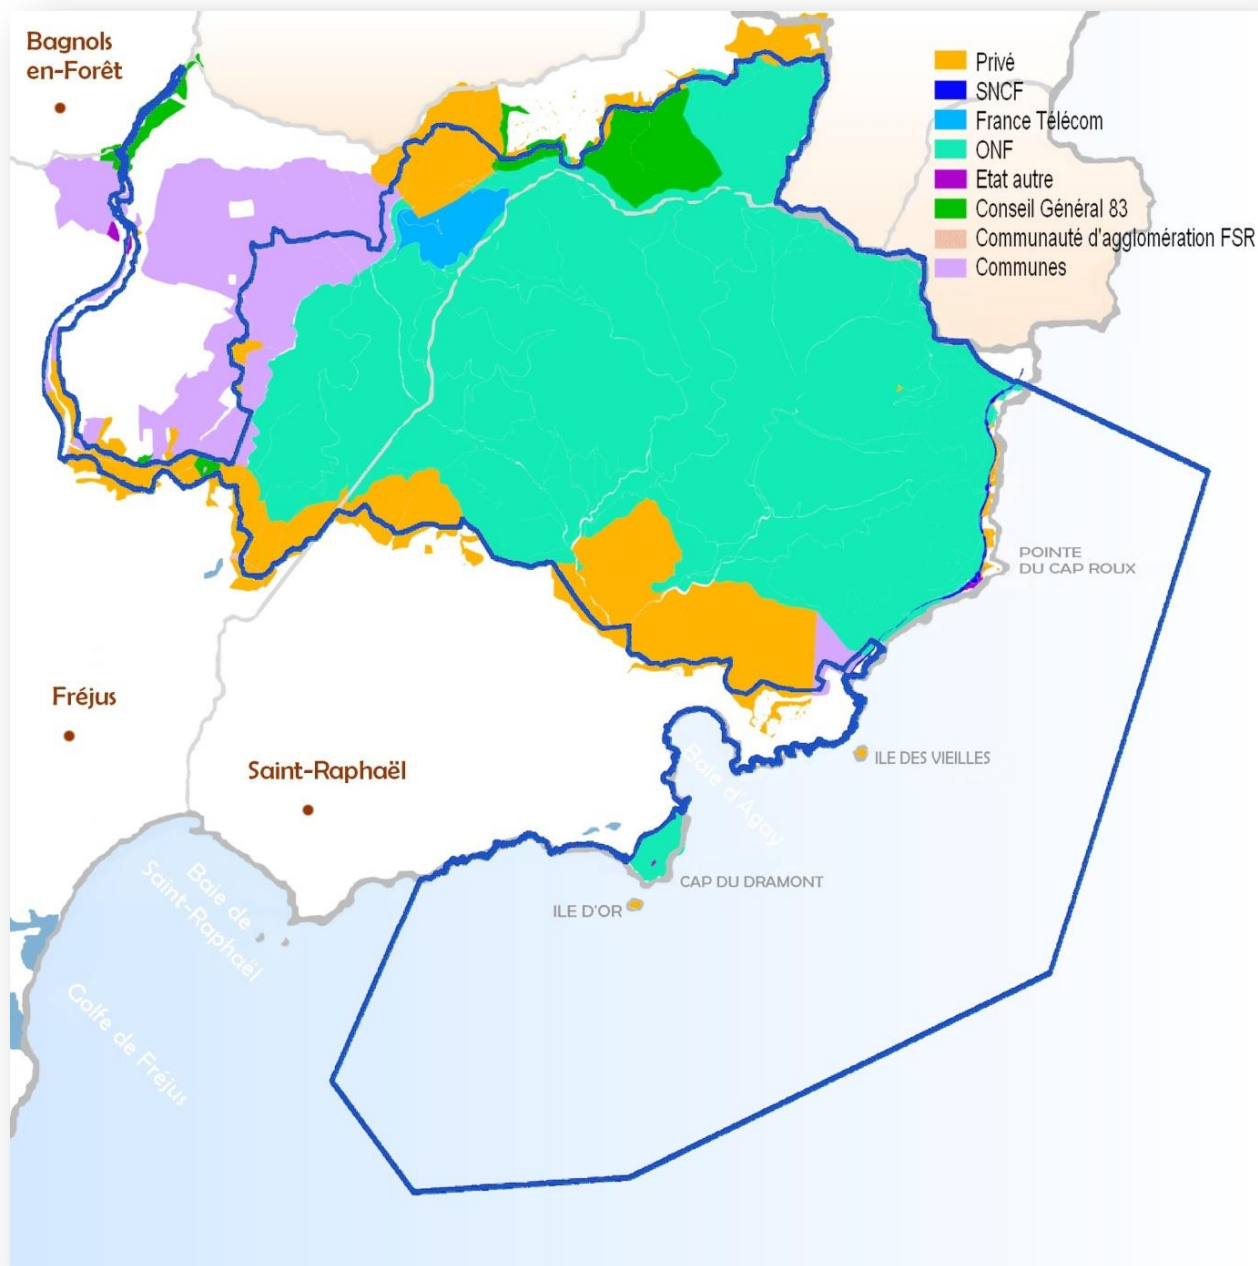 Bagnols
en-Forêt
Privé
SNCF
France Télécom
ONF
Etat autre
Conseil Général 83
Communauté d'agglomération FSR
Communes
POINTE
DU CAP ROUX
Fréjus
Saint-Raphaël
ILE DES VIEILLES
Baie d'Agay
CAP DU DRAMONT
ILE D'OR
Baie de
Saint-Raphaël
Golfe de Fréjus